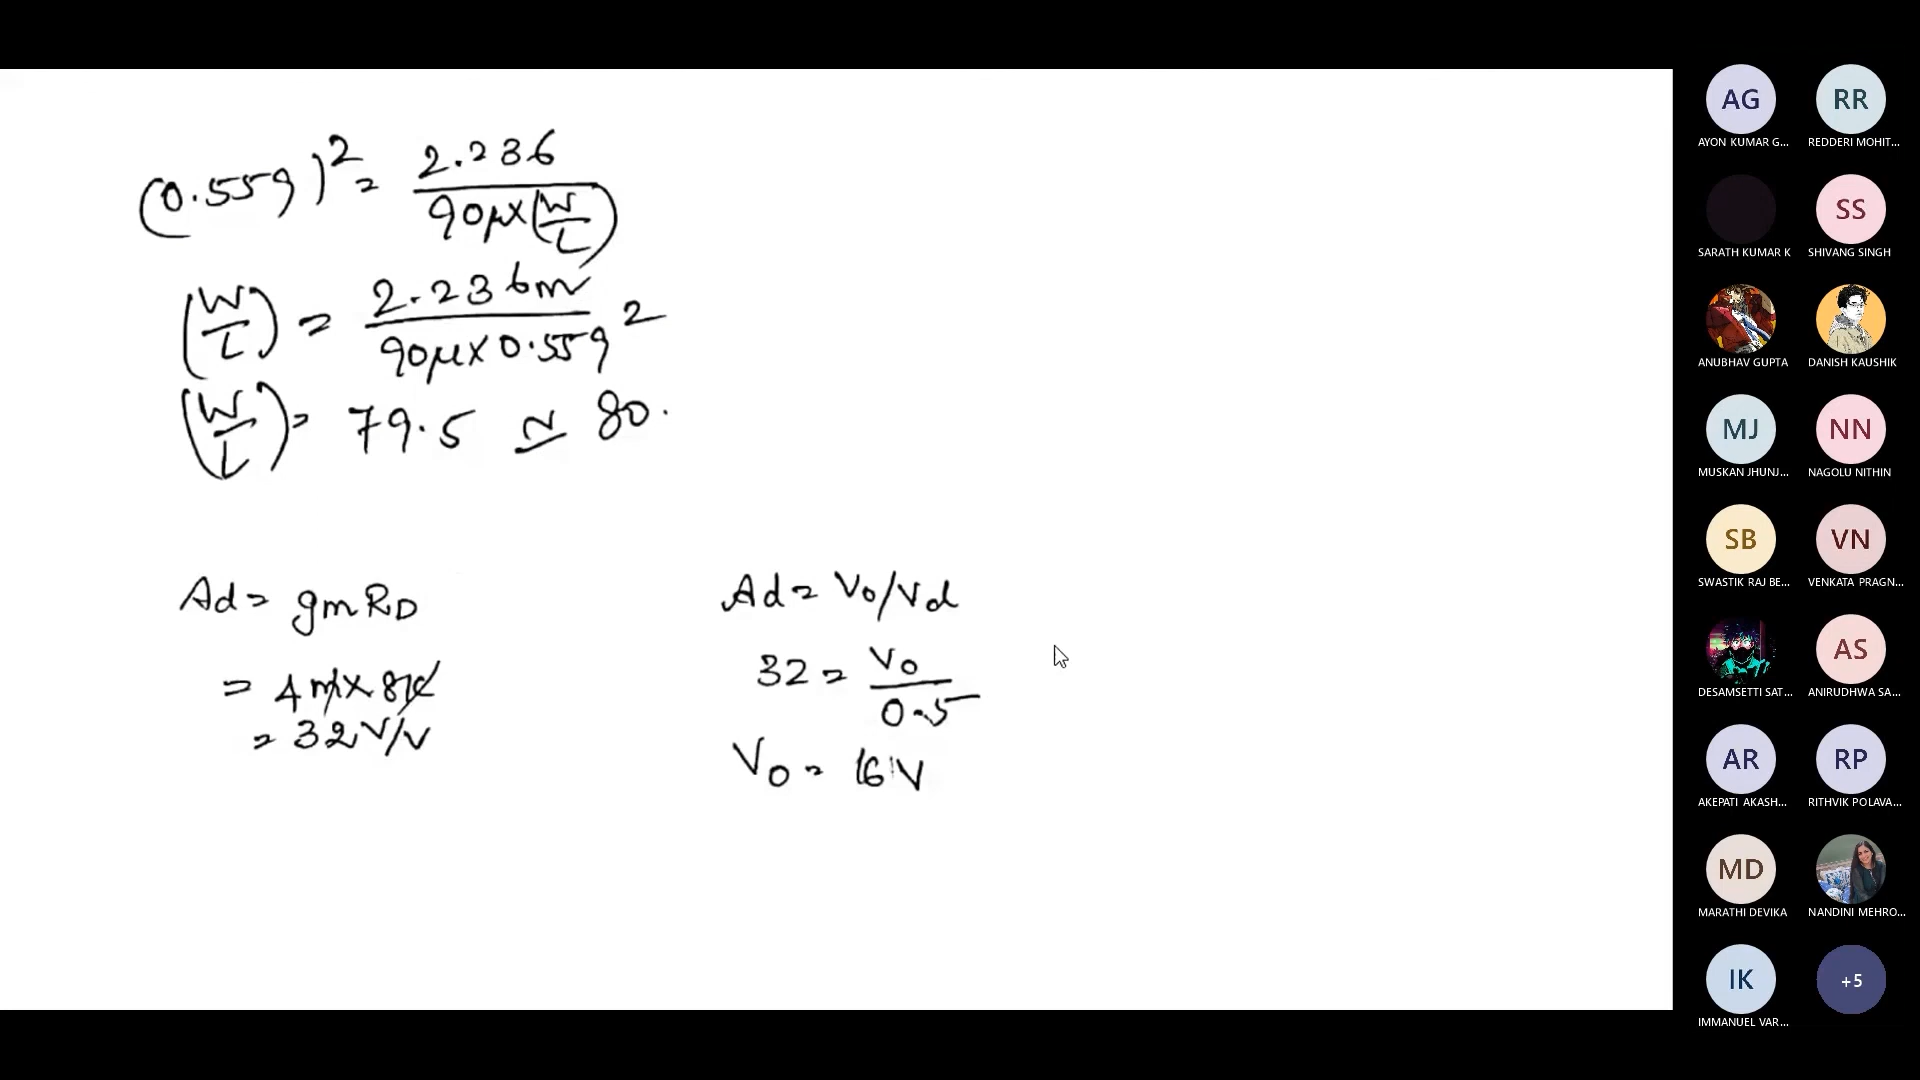 (0.559)² = 2.236 / 90μ×(W/L)
(W/L) = 2.236m / 90μ×0.559²
(W/L) = 79.5 ≃ 80.
Ad = gmRD
= 4m×8k
= 32V/V
Ad = Vo/Vd
32 = Vo / 0.5
Vo = 16V
AG
AYON KUMAR G...
RR
REDDERI MOHIT...
SARATH KUMAR K
SS
SHIVANG SINGH
ANUBHAV GUPTA
DANISH KAUSHIK
MJ
MUSKAN JHUNJ...
NN
NAGOLU NITHIN
SB
SWASTIK RAJ BE...
VN
VENKATA PRAGN...
DESAMSETTI SAT...
AS
ANIRUDHWA SA...
AR
AKEPATI AKASH...
RP
RITHVIK POLAVA...
MD
MARATHI DEVIKA
NANDINI MEHRO...
IK
IMMANUEL VAR...
+5